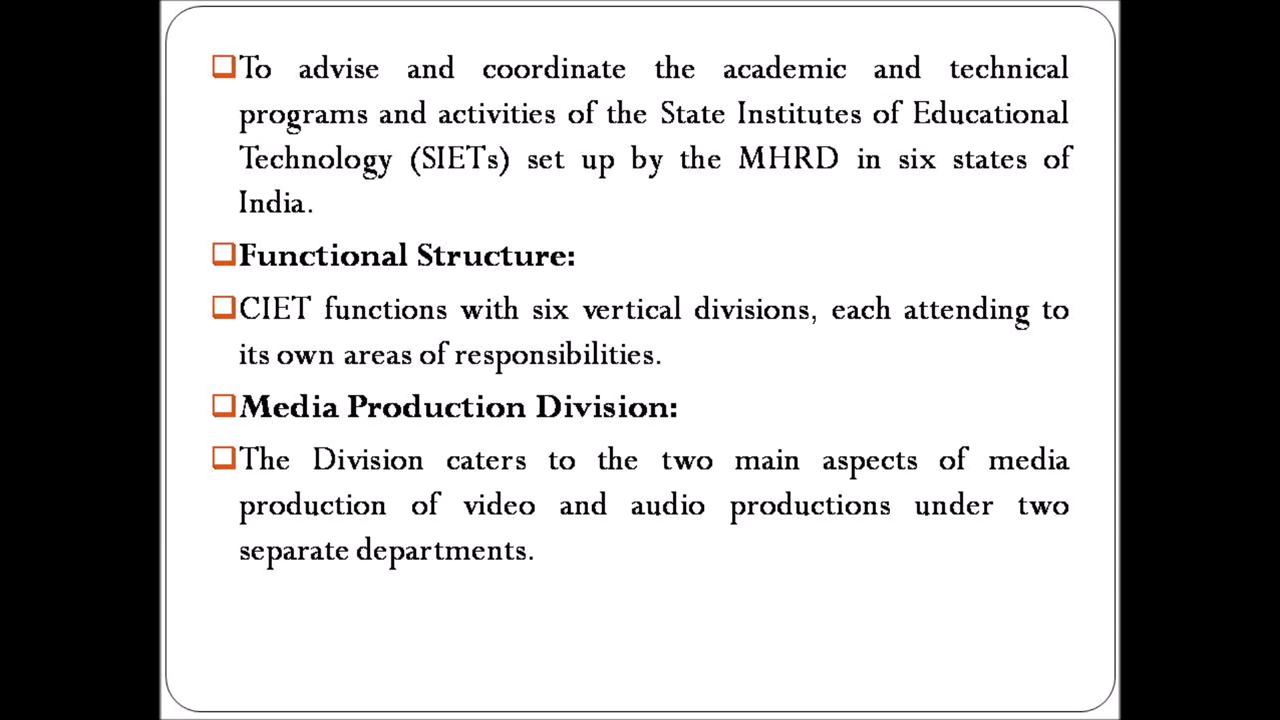 To advise and coordinate the academic and technical
programs and activities of the State Institutes of Educational
Technology (SIETs) set up by the MHRD in six states of
India.
Functional Structure:
CIET functions with six vertical divisions, each attending to
its own areas of responsibilities.
Media Production Division:
The Division caters to the two main aspects of media
production of video and audio productions under two
separate departments.